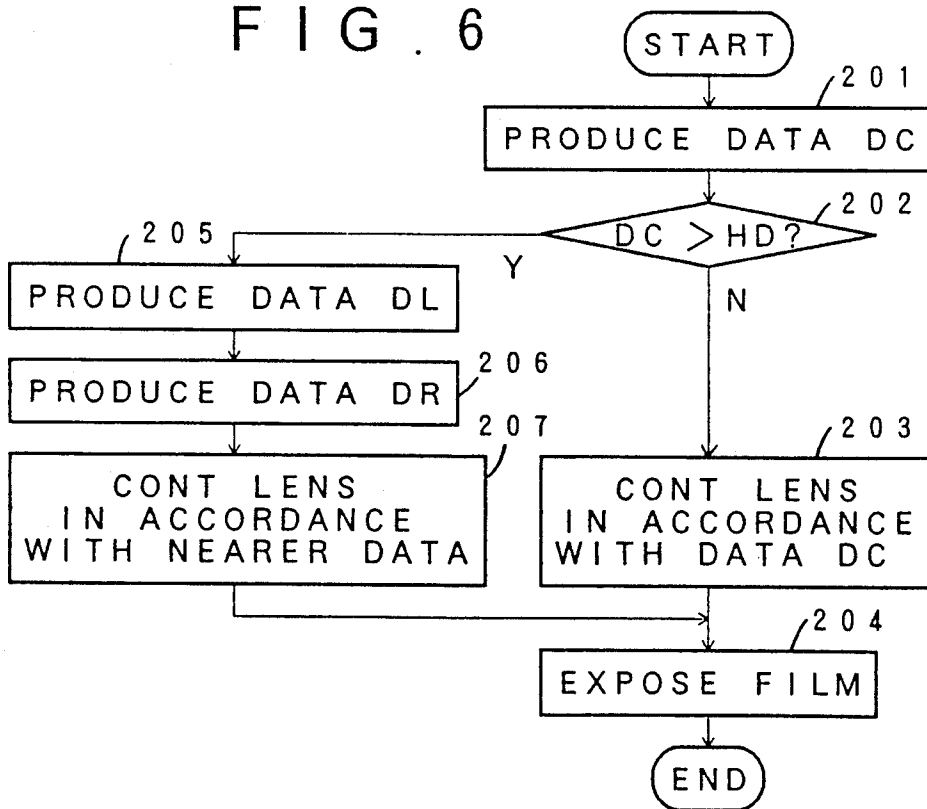 FIG. 6
START
201
PRODUCE DATA DC
202
DC > HD?
Y
N
205
PRODUCE DATA DL
206
PRODUCE DATA DR
207
CONT LENS
IN ACCORDANCE
WITH NEARER DATA
203
CONT LENS
IN ACCORDANCE
WITH DATA DC
204
EXPOSE FILM
END